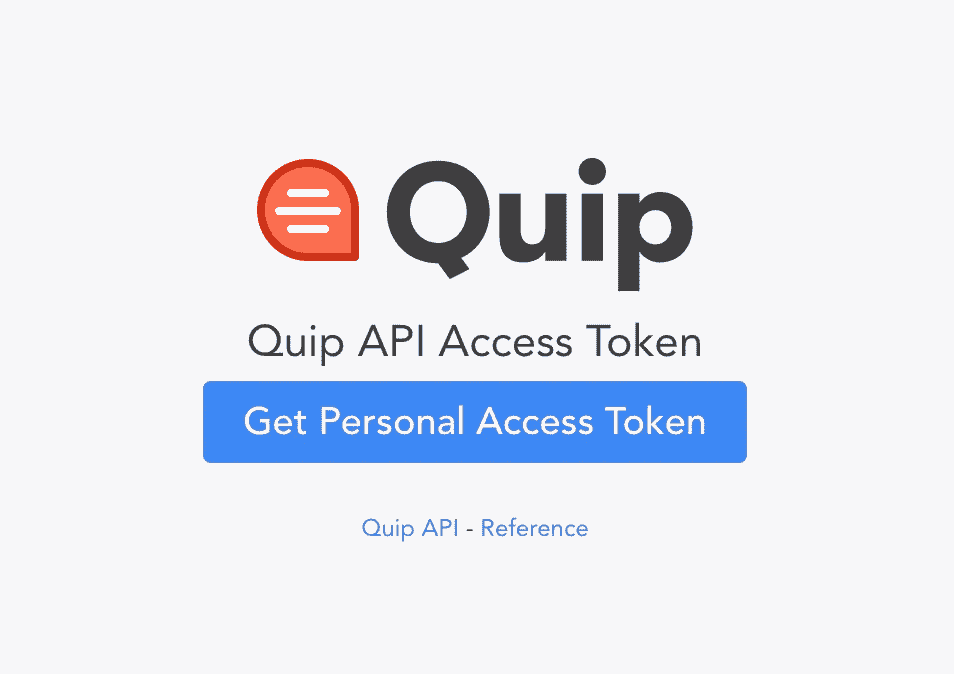 Quip
Quip API Access Token
Get Personal Access Token
Quip API - Reference